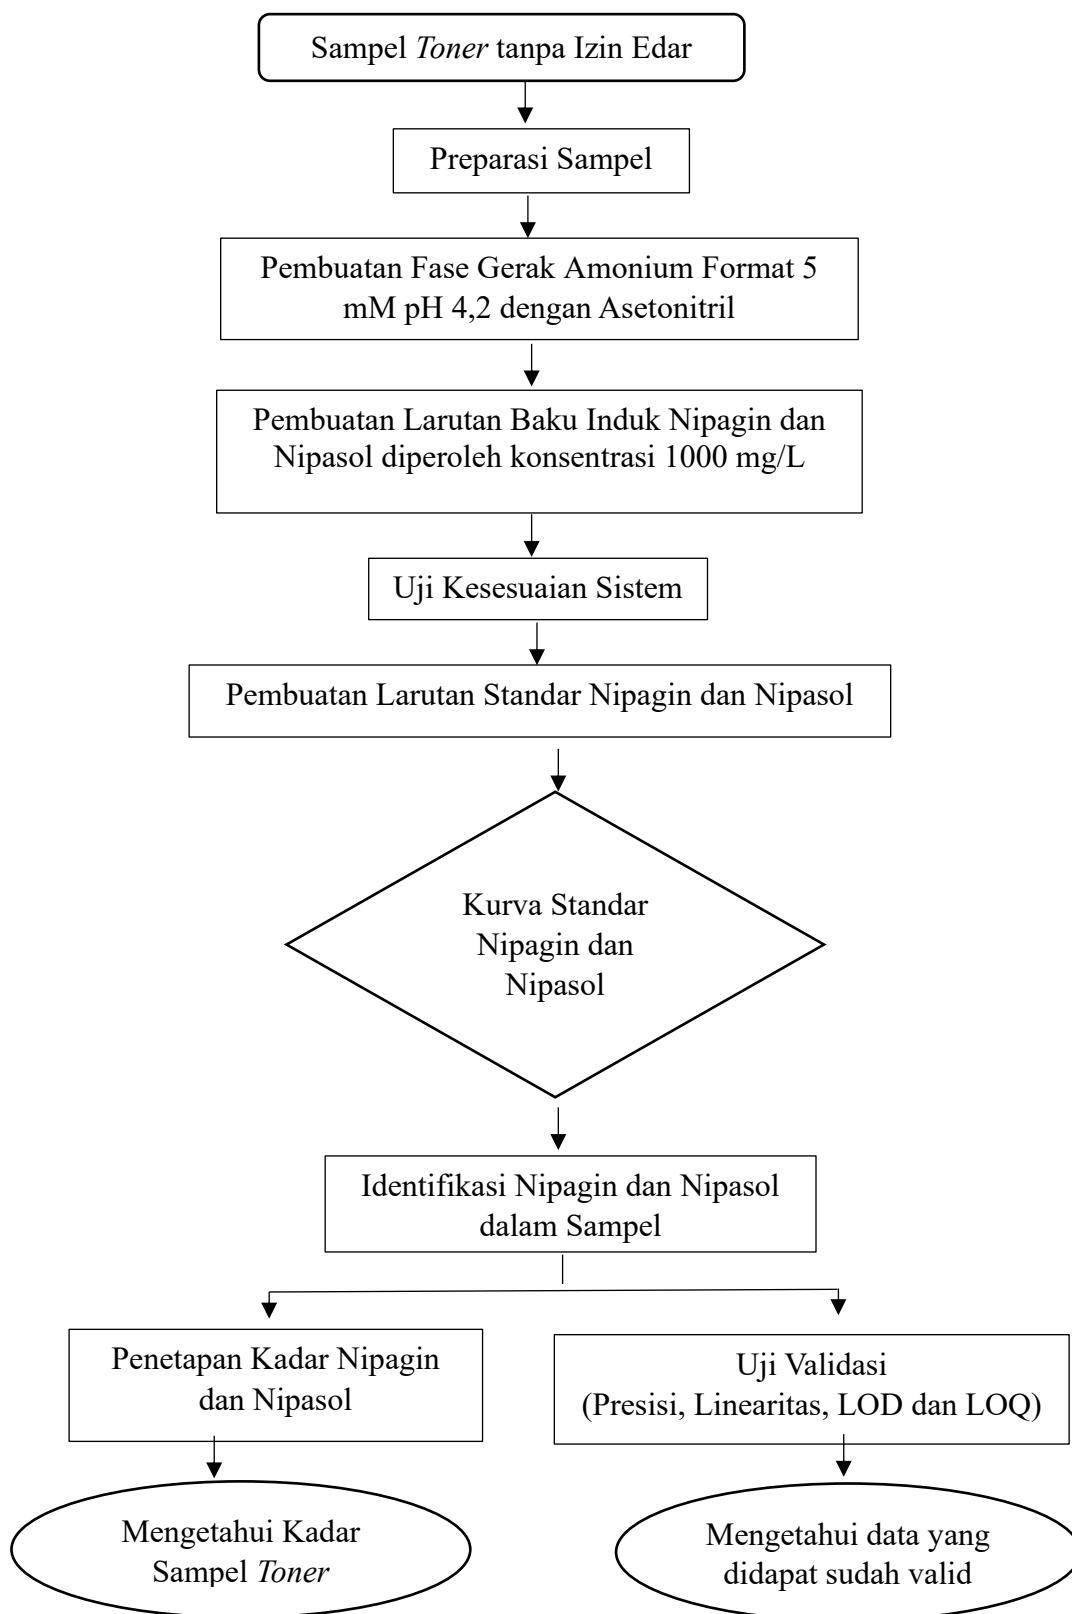 Sampel Toner tanpa Izin Edar
Preparasi Sampel
Pembuatan Fase Gerak Amonium Format 5
mM pH 4,2 dengan Asetonitril
Pembuatan Larutan Baku Induk Nipagin dan
Nipasol diperoleh konsentrasi 1000 mg/L
Uji Kesesuaian Sistem
Pembuatan Larutan Standar Nipagin dan Nipasol
Kurva Standar
Nipagin dan
Nipasol
Identifikasi Nipagin dan Nipasol
dalam Sampel
Penetapan Kadar Nipagin
dan Nipasol
Uji Validasi
(Presisi, Linearitas, LOD dan LOQ)
Mengetahui Kadar
Sampel Toner
Mengetahui data yang
didapat sudah valid